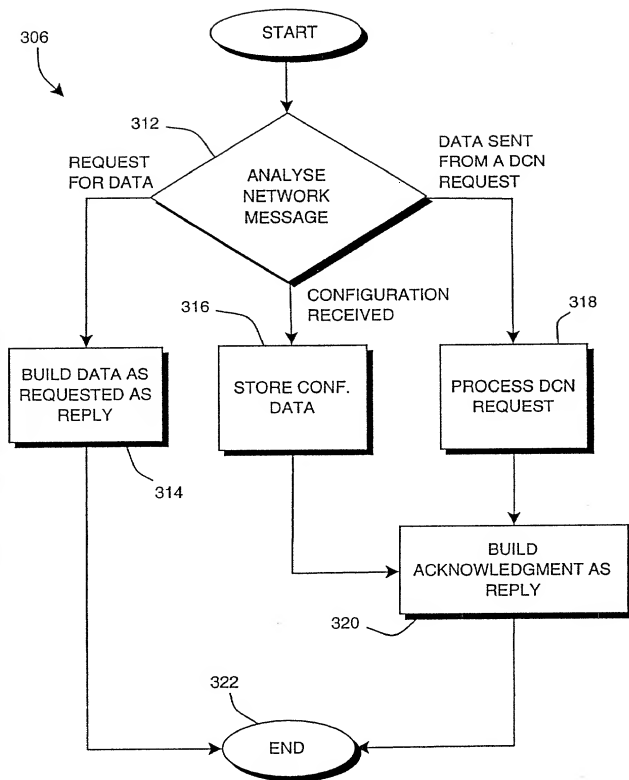 START
306
312
REQUEST
FOR DATA
ANALYSE
NETWORK
MESSAGE
DATA SENT
FROM A DCN
REQUEST
CONFIGURATION
RECEIVED
316
318
BUILD DATA AS
REQUESTED AS
REPLY
STORE CONF.
DATA
PROCESS DCN
REQUEST
314
BUILD
ACKNOWLEDGMENT AS
REPLY
320
322
END